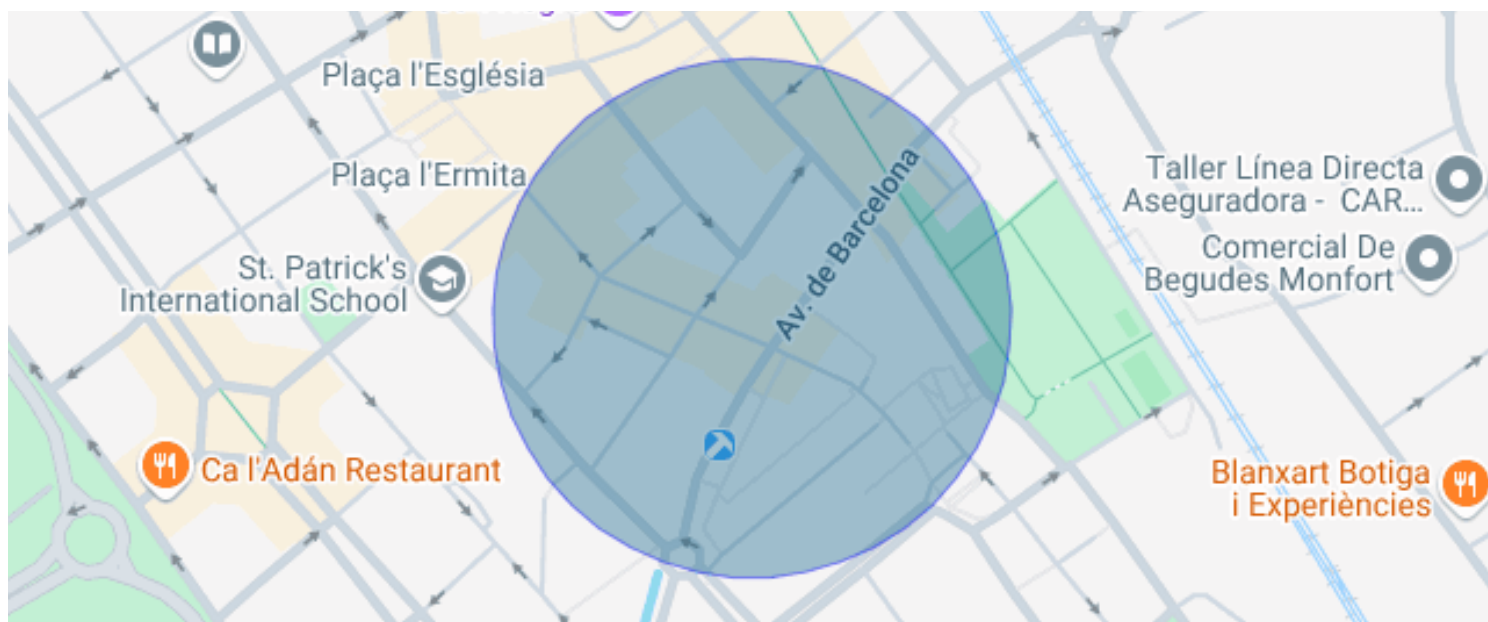 Plaça l'Església
Plaça l'Ermita
St. Patrick's
International School
Av. de Barcelona
Taller Línea Directa
Aseguradora - CAR...
Comercial De
Begudes Monfort
Ca l'Adán Restaurant
Blanxart Botiga
i Experiències